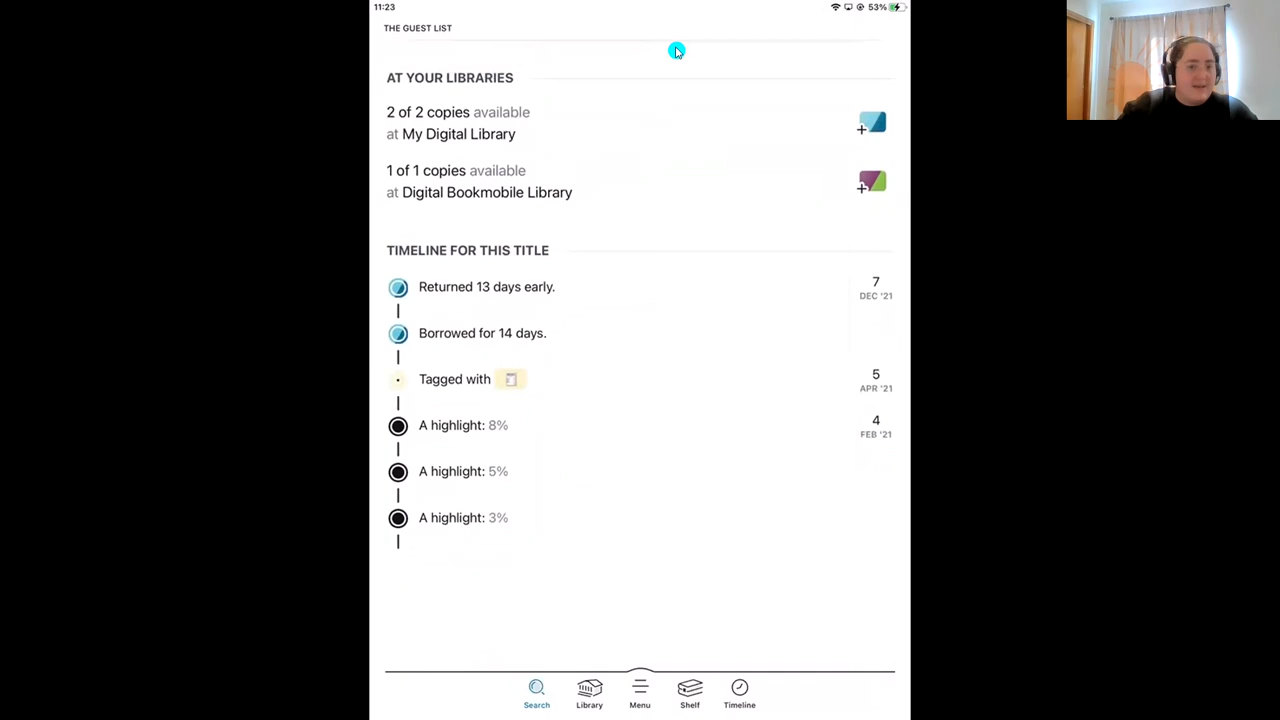 11:23
53%
THE GUEST LIST
AT YOUR LIBRARIES
2 of 2 copies available
at My Digital Library
1 of 1 copies available
at Digital Bookmobile Library
TIMELINE FOR THIS TITLE
Returned 13 days early.
7
DEC '21
Borrowed for 14 days.
Tagged with
5
APR '21
A highlight: 8%
4
FEB '21
A highlight: 5%
A highlight: 3%
Search
Library
Menu
Shelf
Timeline